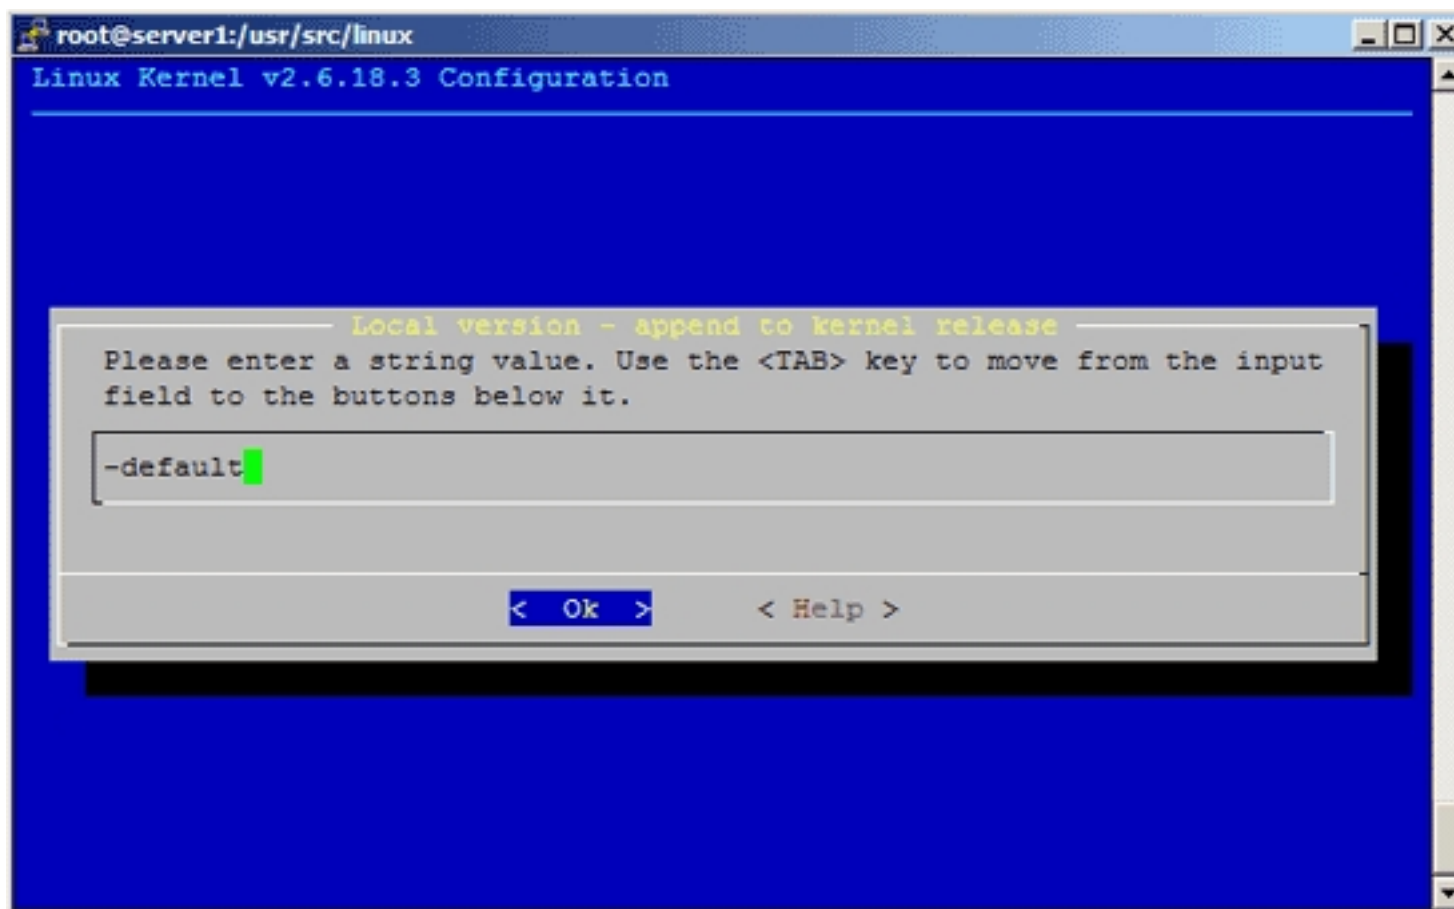 root@server1:/usr/src/linux
Linux Kernel v2.6.18.3 Configuration
Local version - append to kernel release
Please enter a string value. Use the <TAB> key to move from the input
field to the buttons below it.
-default
<  Ok  > < Help >